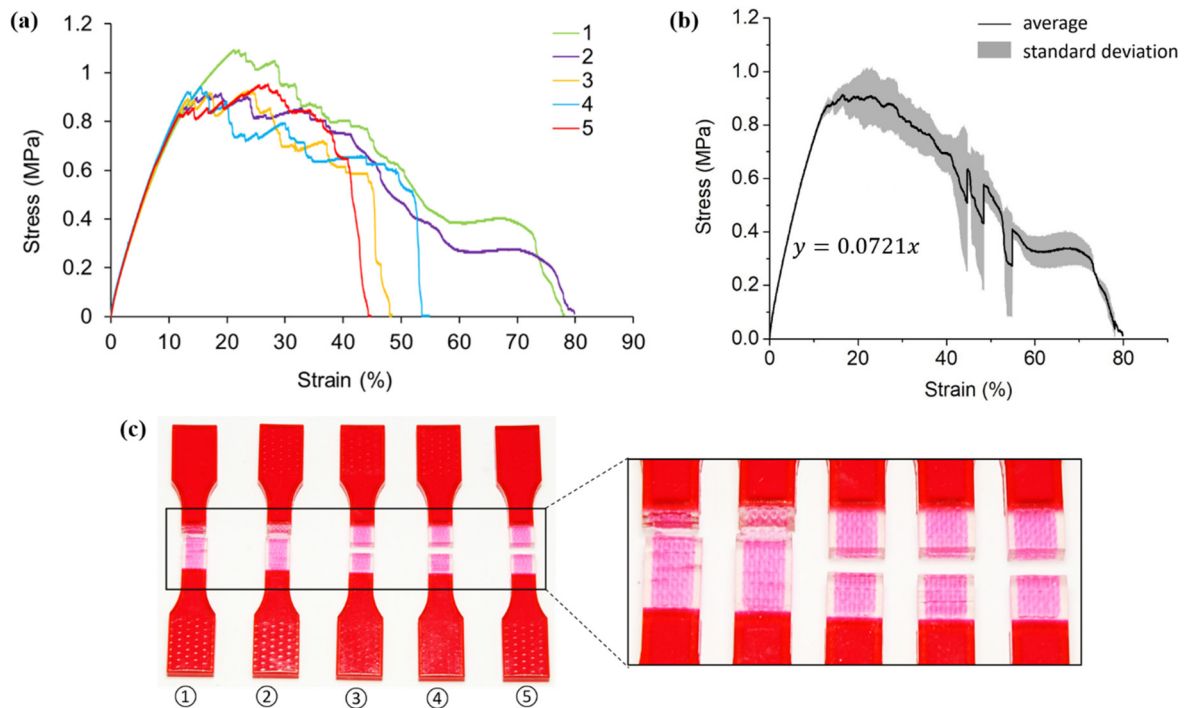 (a)
1.2
1
0.8
0.6
0.4
0.2
0
Stress (MPa)
0 10 20 30 40 50 60 70 80 90
Strain (%)
1
2
3
4
5
(b)
1.2
1.0
0.8
0.6
0.4
0.2
0.0
Stress (MPa)
0 20 40 60 80
Strain (%)
average
standard deviation
y = 0.0721x
(c)
① ② ③ ④ ⑤